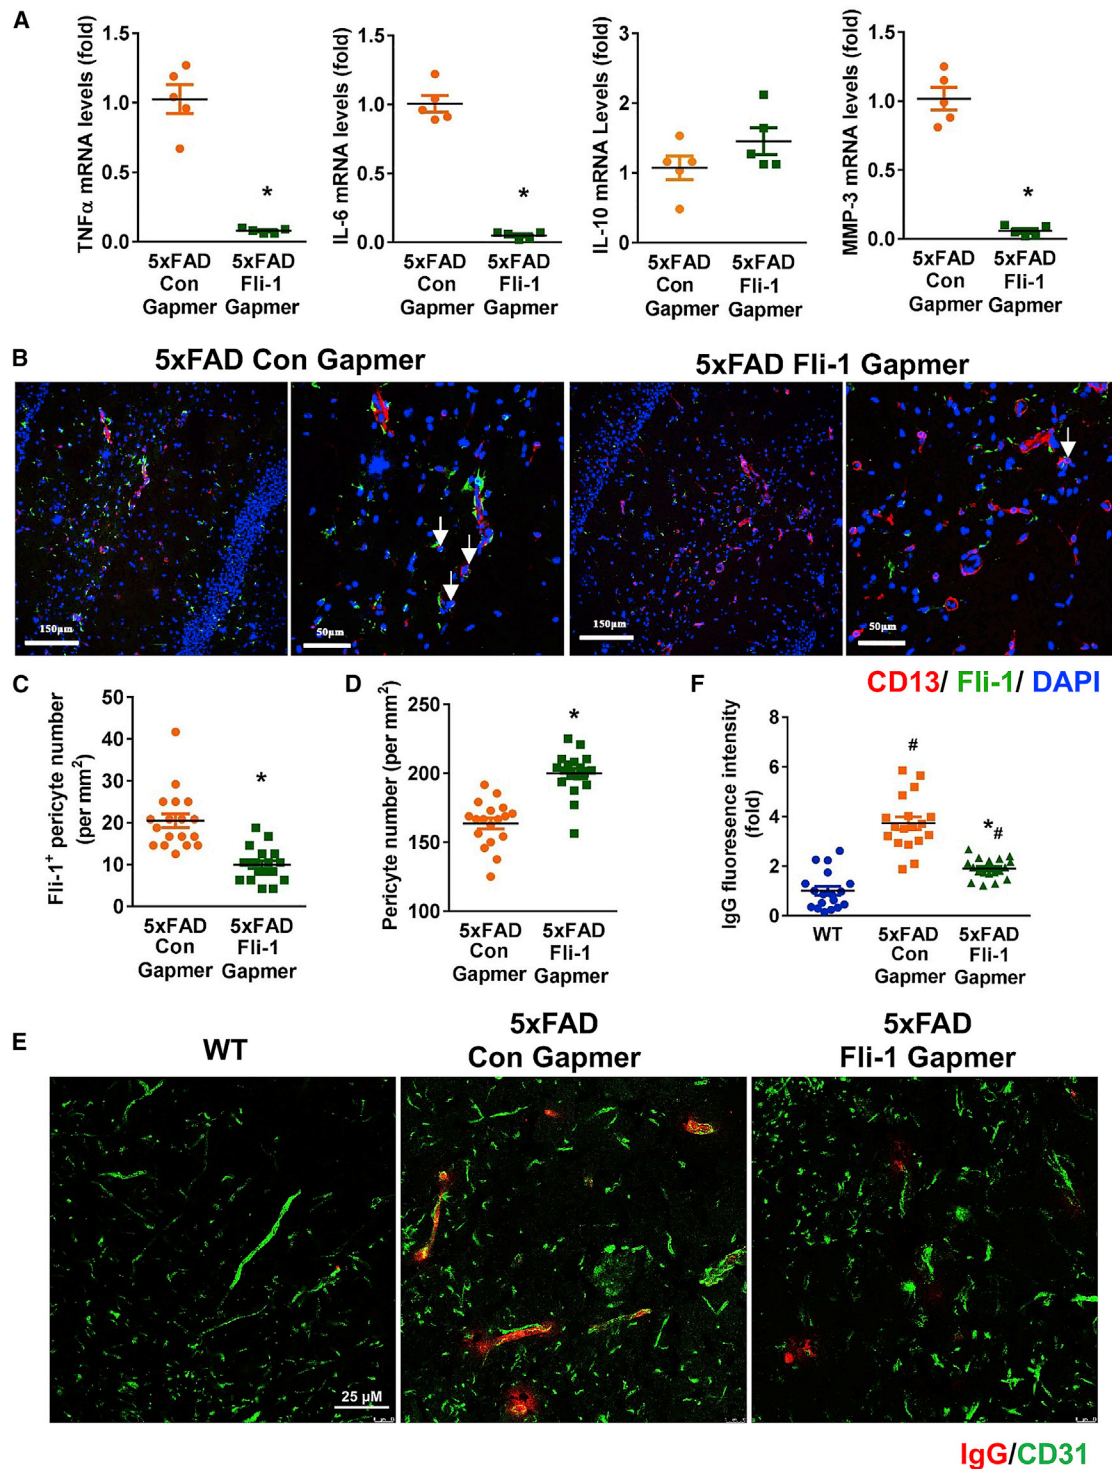 A
TNFα mRNA levels (fold)
1.5
1.0
0.5
0.0
*
5xFAD
Con
Gapmer
5xFAD
Fli-1
Gapmer
IL-6 mRNA levels (fold)
1.5
1.0
0.5
0.0
*
5xFAD
Con
Gapmer
5xFAD
Fli-1
Gapmer
IL-10 mRNA Levels (fold)
3
2
1
0
5xFAD
Con
Gapmer
5xFAD
Fli-1
Gapmer
MMP-3 mRNA levels (fold)
1.5
1.0
0.5
0.0
*
5xFAD
Con
Gapmer
5xFAD
Fli-1
Gapmer
B
5xFAD Con Gapmer
5xFAD Fli-1 Gapmer
150µm
50µm
150µm
50µm
CD13/ Fli-1/ DAPI
C
Fli-1+ pericyte number
(per mm2)
50
40
30
20
10
0
*
5xFAD
Con
Gapmer
5xFAD
Fli-1
Gapmer
D
Pericyte number (per mm2)
250
200
150
100
*
5xFAD
Con
Gapmer
5xFAD
Fli-1
Gapmer
F
IgG fluoresence intensity
(fold)
8
6
4
2
0
#
*#
WT
5xFAD
Con
Gapmer
5xFAD
Fli-1
Gapmer
E
WT
5xFAD
Con Gapmer
5xFAD
Fli-1 Gapmer
25 µM
IgG/CD31